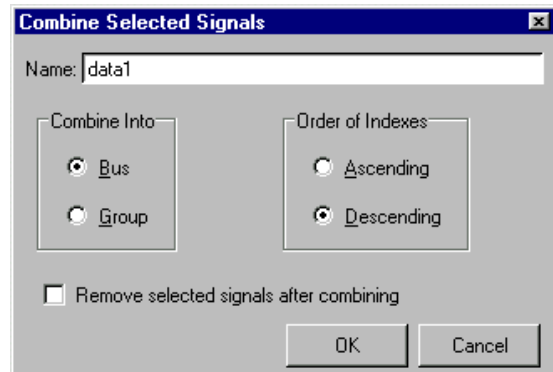 Combine Selected Signals
Name: data1
Combine Into
Order of Indexes
Bus
Ascending
Group
Descending
Remove selected signals after combining
OK
Cancel